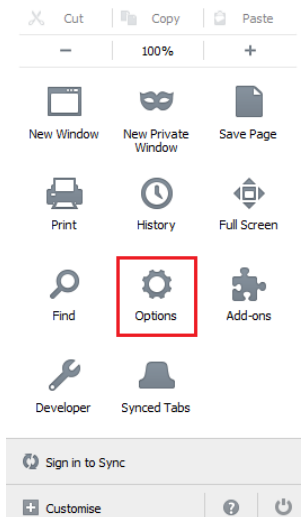 Cut Copy Paste
− 100% +
New Window New Private Window Save Page
Print History Full Screen
Find Options Add-ons
Developer Synced Tabs
Sign in to Sync
Customise ?